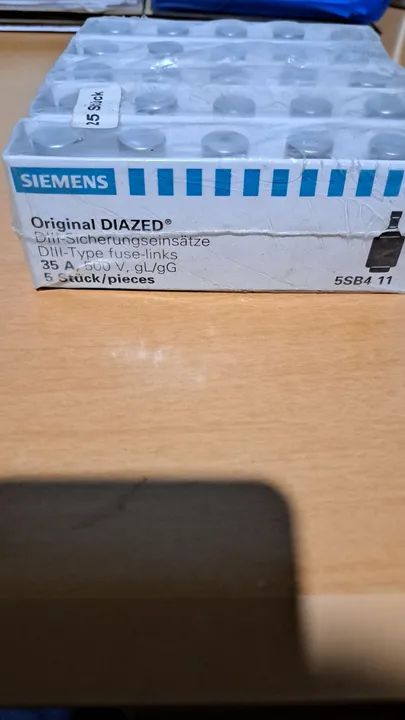 25 Stück
SIEMENS
Original DIAZED®
DIII-Sicherungseinsätze
DIII-Type fuse-links
35 A, 500 V, gL/gG
5 Stück/pieces
5SB4 11